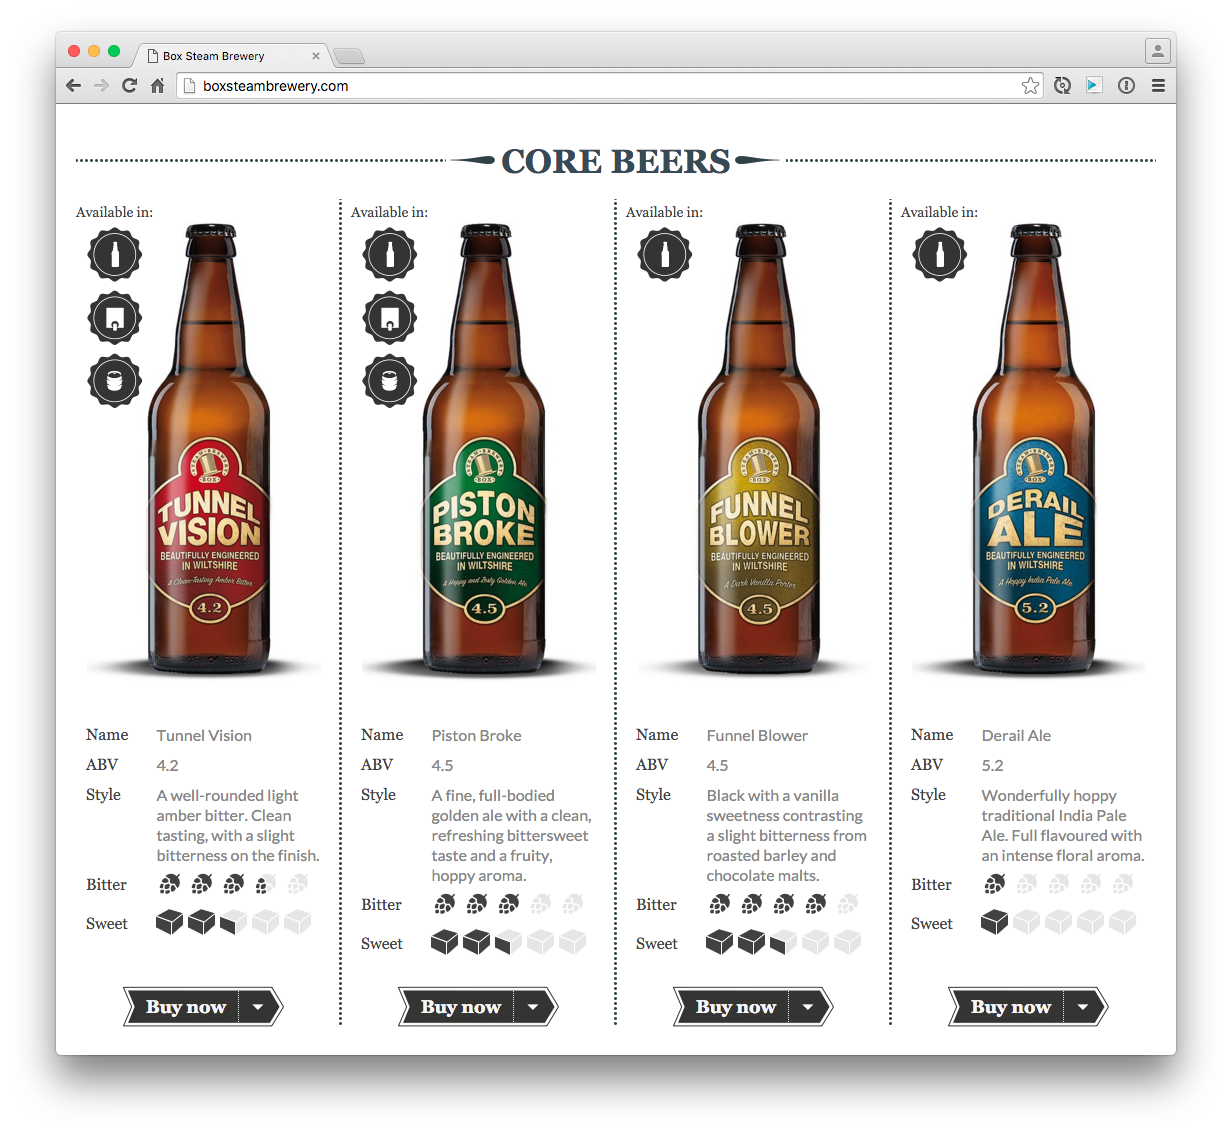 Box Steam Brewery
boxsteambrewery.com
CORE BEERS
Available in:
BOX
TUNNEL
VISION
BEAUTIFULLY ENGINEERED
IN WILTSHIRE
A Clean-Tasting Amber Bitter
4.2
Name Tunnel Vision
ABV 4.2
Style A well-rounded light
amber bitter. Clean
tasting, with a slight
bitterness on the finish.
Bitter
Sweet
Buy now
Available in:
BOX
PISTON
BROKE
BEAUTIFULLY ENGINEERED
IN WILTSHIRE
A Hoppy and Zesty Golden Ale
4.5
Name Piston Broke
ABV 4.5
Style A fine, full-bodied
golden ale with a clean,
refreshing bittersweet
taste and a fruity,
hoppy aroma.
Bitter
Sweet
Buy now
Available in:
BOX
FUNNEL
BLOWER
BEAUTIFULLY ENGINEERED
IN WILTSHIRE
A Dark Vanilla Porter
4.5
Name Funnel Blower
ABV 4.5
Style Black with a vanilla
sweetness contrasting
a slight bitterness from
roasted barley and
chocolate malts.
Bitter
Sweet
Buy now
Available in:
BOX
DERAIL
ALE
BEAUTIFULLY ENGINEERED
IN WILTSHIRE
A Hoppy India Pale Ale
5.2
Name Derail Ale
ABV 5.2
Style Wonderfully hoppy
traditional India Pale
Ale. Full flavoured with
an intense floral aroma.
Bitter
Sweet
Buy now